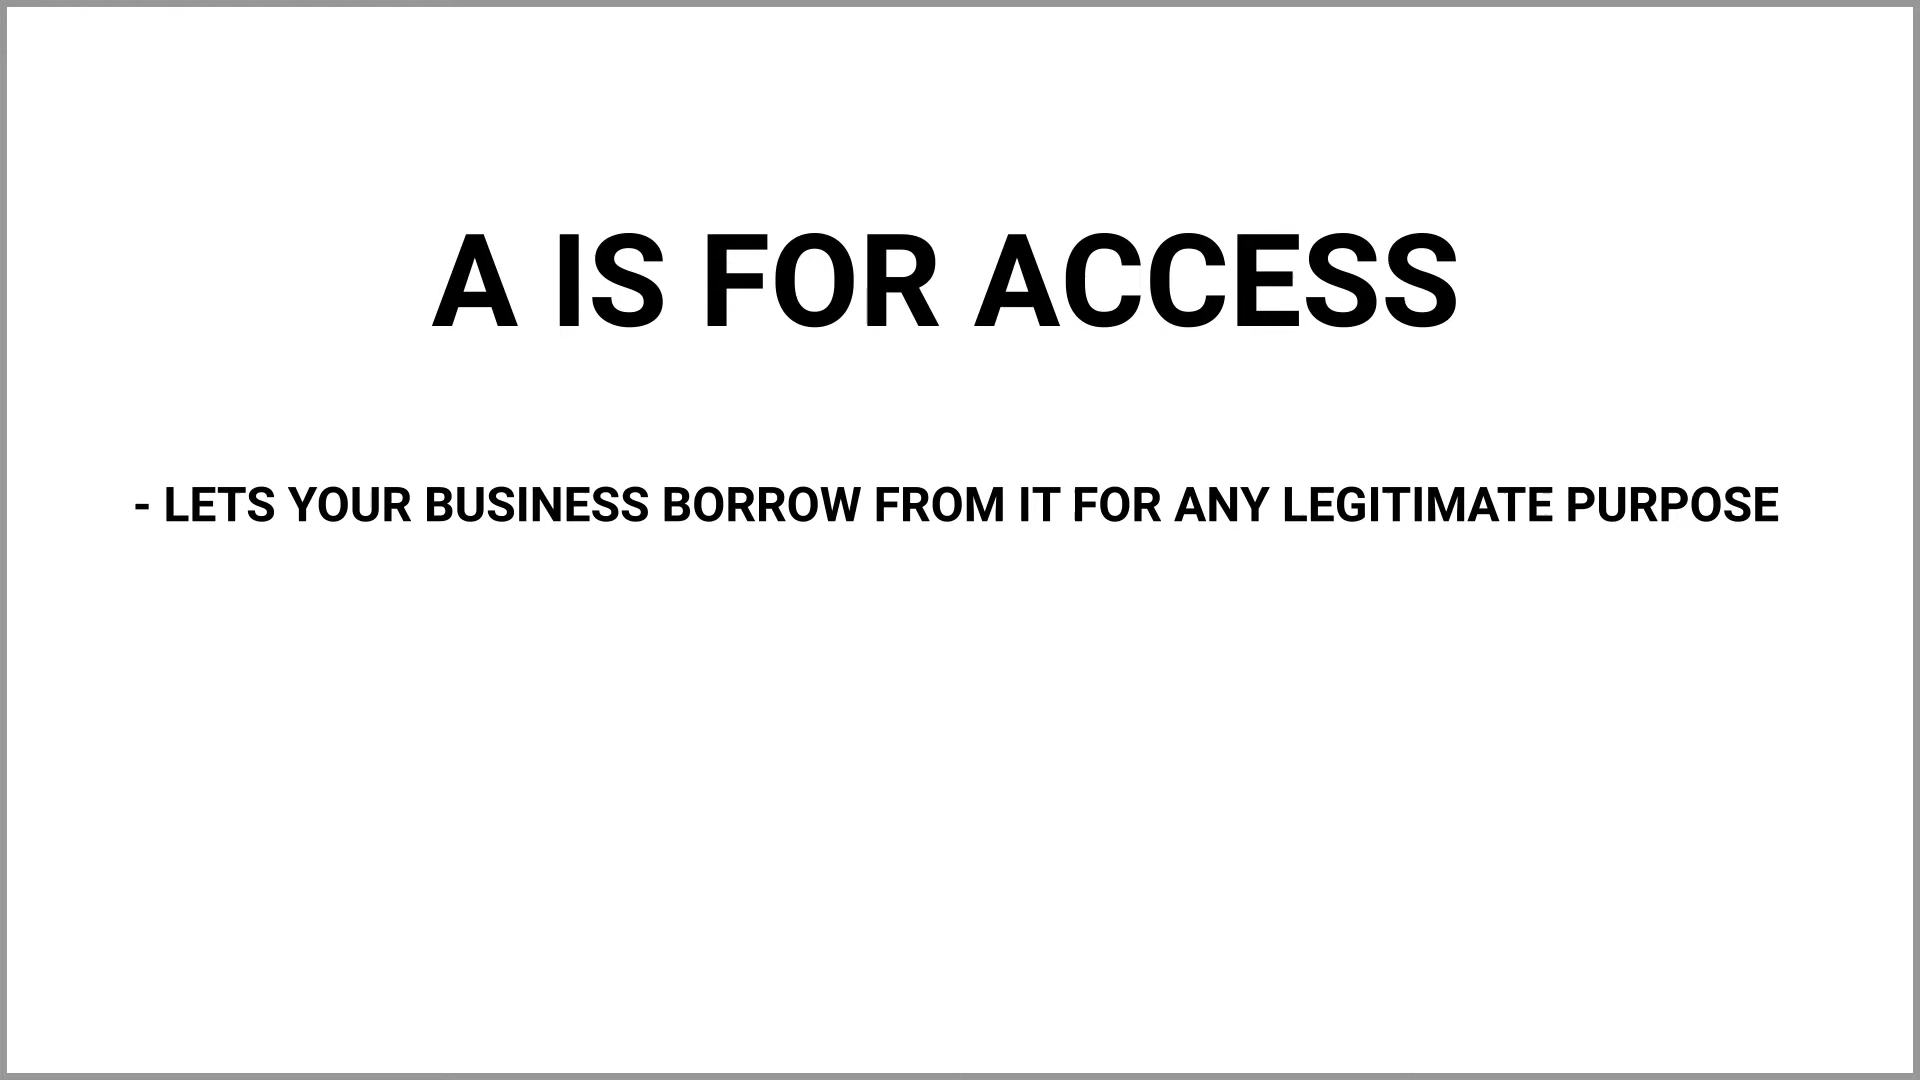 A IS FOR ACCESS
- LETS YOUR BUSINESS BORROW FROM IT FOR ANY LEGITIMATE PURPOSE